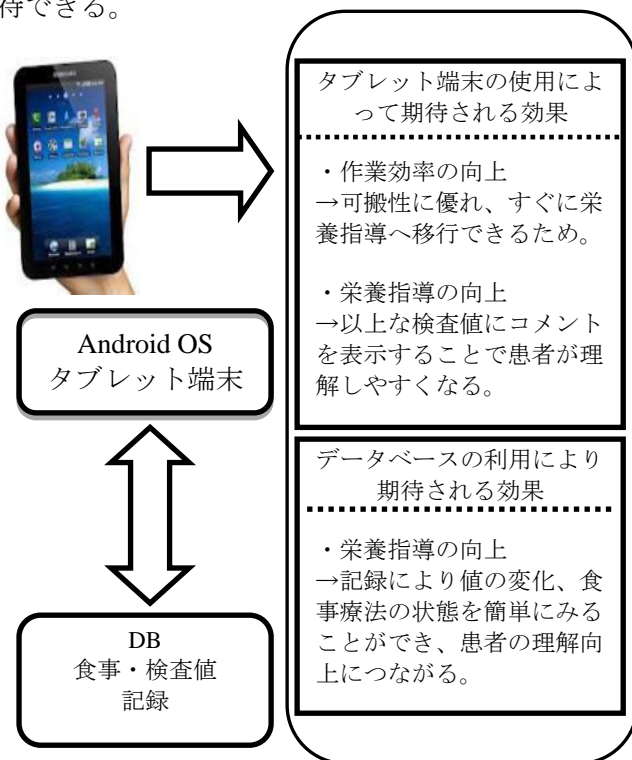 待できる。
SAMSUNG
タブレット端末の使用によ
って期待される効果
・作業効率の向上
→可搬性に優れ、すぐに栄
養指導へ移行できるため。
・栄養指導の向上
→以上な検査値にコメント
を表示することで患者が理
解しやすくなる。
Android OS
タブレット端末
データベースの利用により
期待される効果
・栄養指導の向上
→記録により値の変化、食
事療法の状態を簡単にみる
ことができ、患者の理解向
上につながる。
DB
食事・検査値
記録